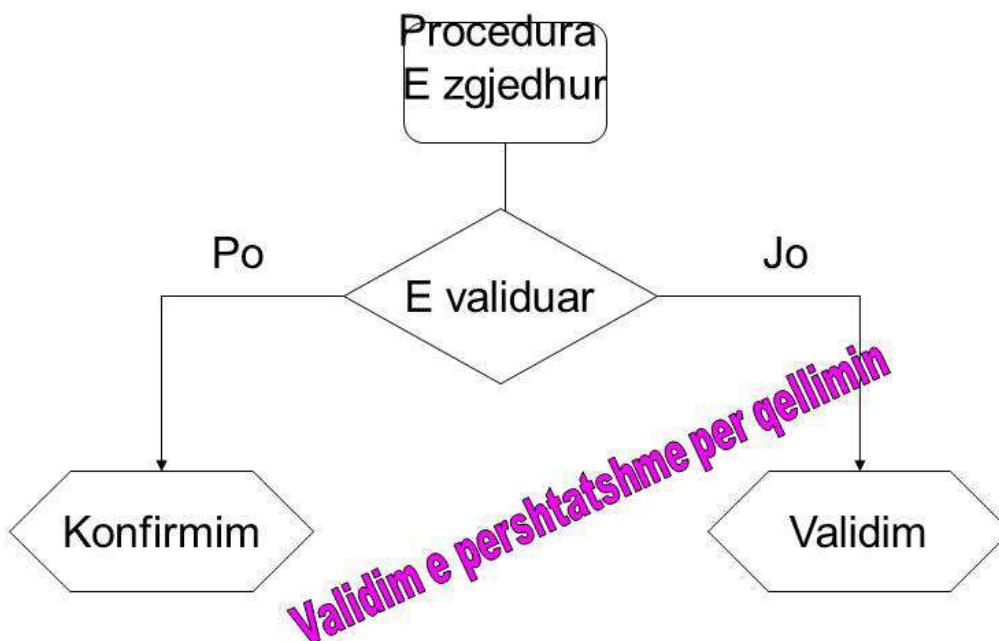 Procedura
E zgjedhur
Po
Jo
E validuar
Validim e pershtatshme per qellimin
Konfirmim
Validim